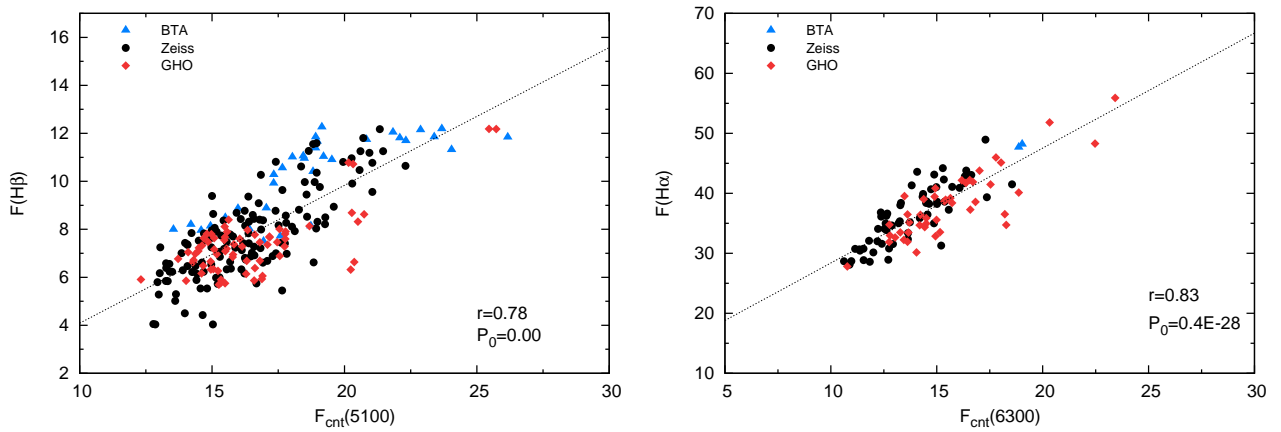 16
14
12
10
8
6
4
2
F(Hβ)
BTA
Zeiss
GHO
r=0.78
P0=0.00
10
15
20
25
30
Fcnt(5100)
70
60
50
40
30
20
10
F(Hα)
BTA
Zeiss
GHO
r=0.83
P0=0.4E-28
5
10
15
20
25
30
Fcnt(6300)